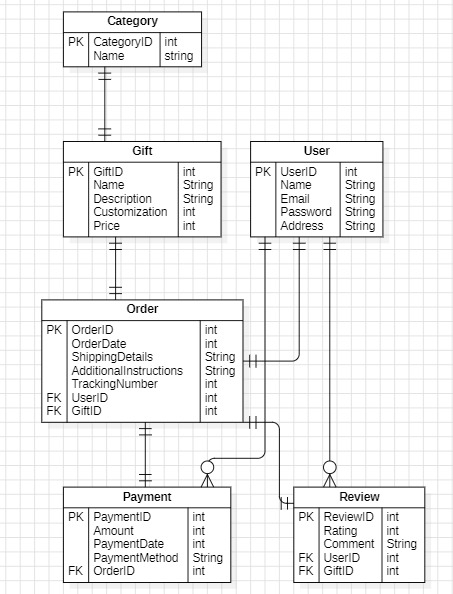 Category
PK CategoryID int
Name string
Gift
PK GiftID int
Name String
Description String
Customization int
Price int
User
PK UserID int
Name String
Email String
Password String
Address String
Order
PK OrderID int
OrderDate int
ShippingDetails String
AdditionalInstructions String
TrackingNumber int
FK UserID int
FK GiftID int
Payment
PK PaymentID int
Amount int
PaymentDate int
PaymentMethod String
FK OrderID int
Review
PK ReviewID int
Rating int
Comment String
FK UserID int
FK GiftID int